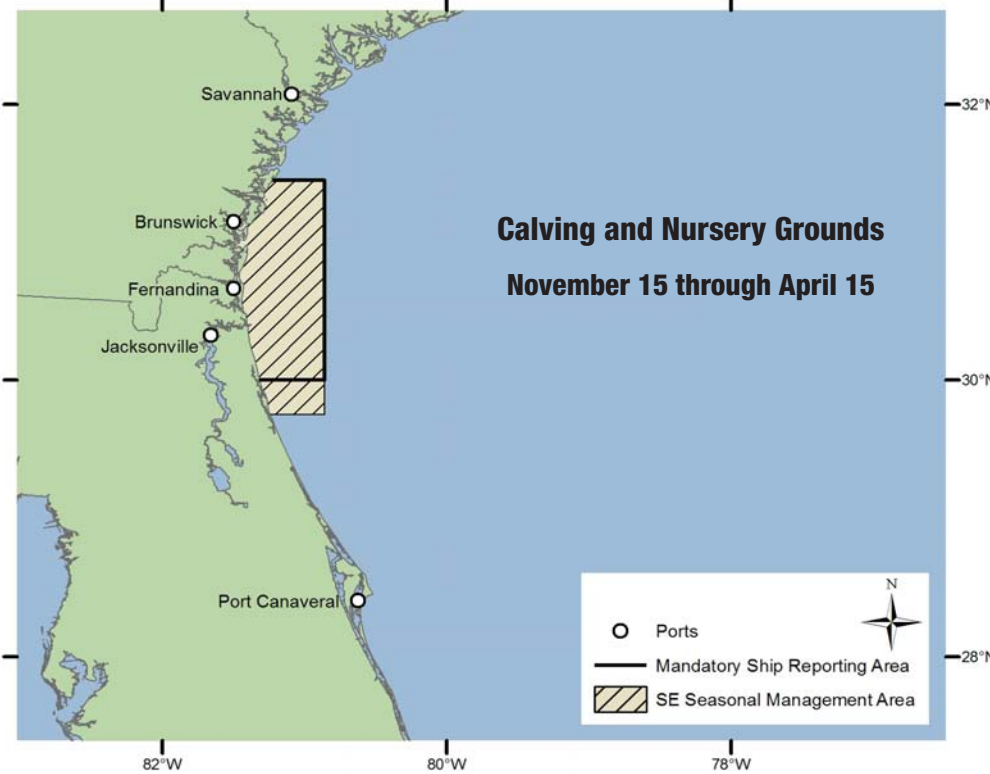 Savannah
32°N
Brunswick
Calving and Nursery Grounds
November 15 through April 15
Fernandina
Jacksonville
30°N
Port Canaveral
N
Ports
Mandatory Ship Reporting Area
28°N
SE Seasonal Management Area
82°W
80°W
78°W